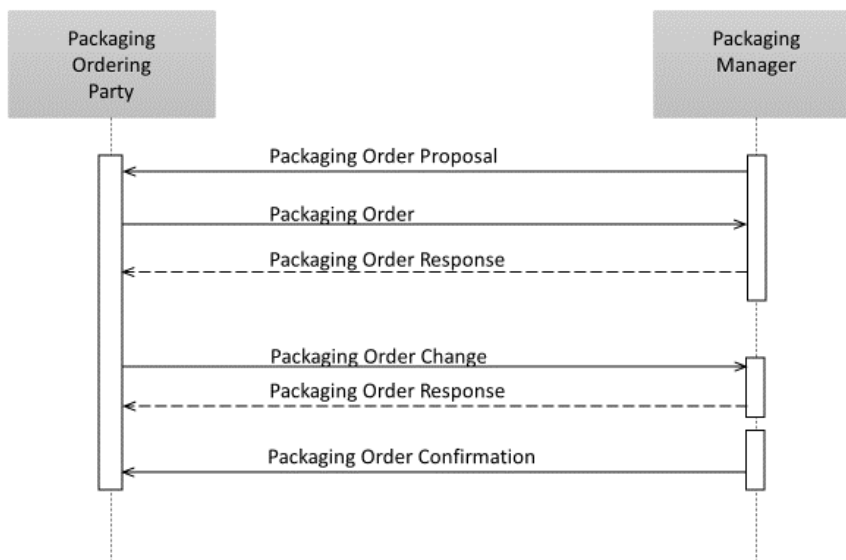 Packaging
Ordering
Party
Packaging
Manager
Packaging Order Proposal
Packaging Order
Packaging Order Response
Packaging Order Change
Packaging Order Response
Packaging Order Confirmation